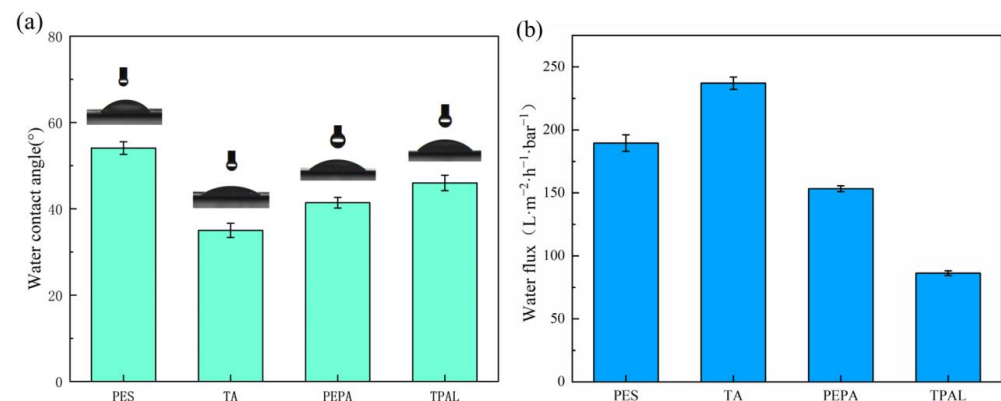 (a)
80
60
40
20
0
Water contact angle(°)
PES
TA
PEPA
TPAL
(b)
250
200
150
100
50
0
Water flux（L·m⁻²·h⁻¹·bar⁻¹）
PES
TA
PEPA
TPAL